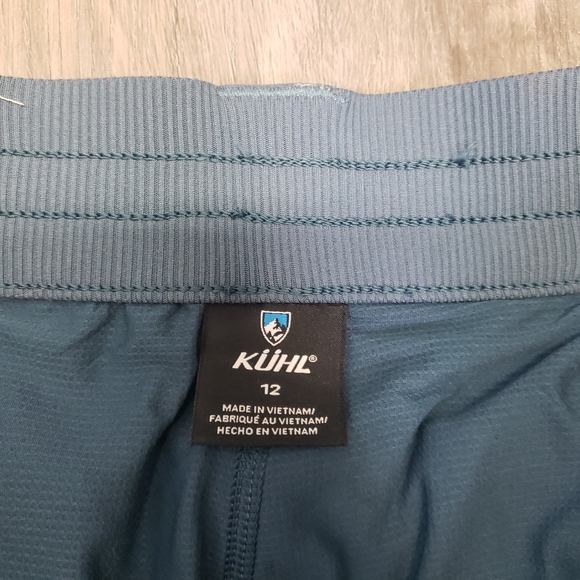 KÜHL®
12
MADE IN VIETNAM/
FABRIQUÉ AU VIETNAM/
HECHO EN VIETNAM